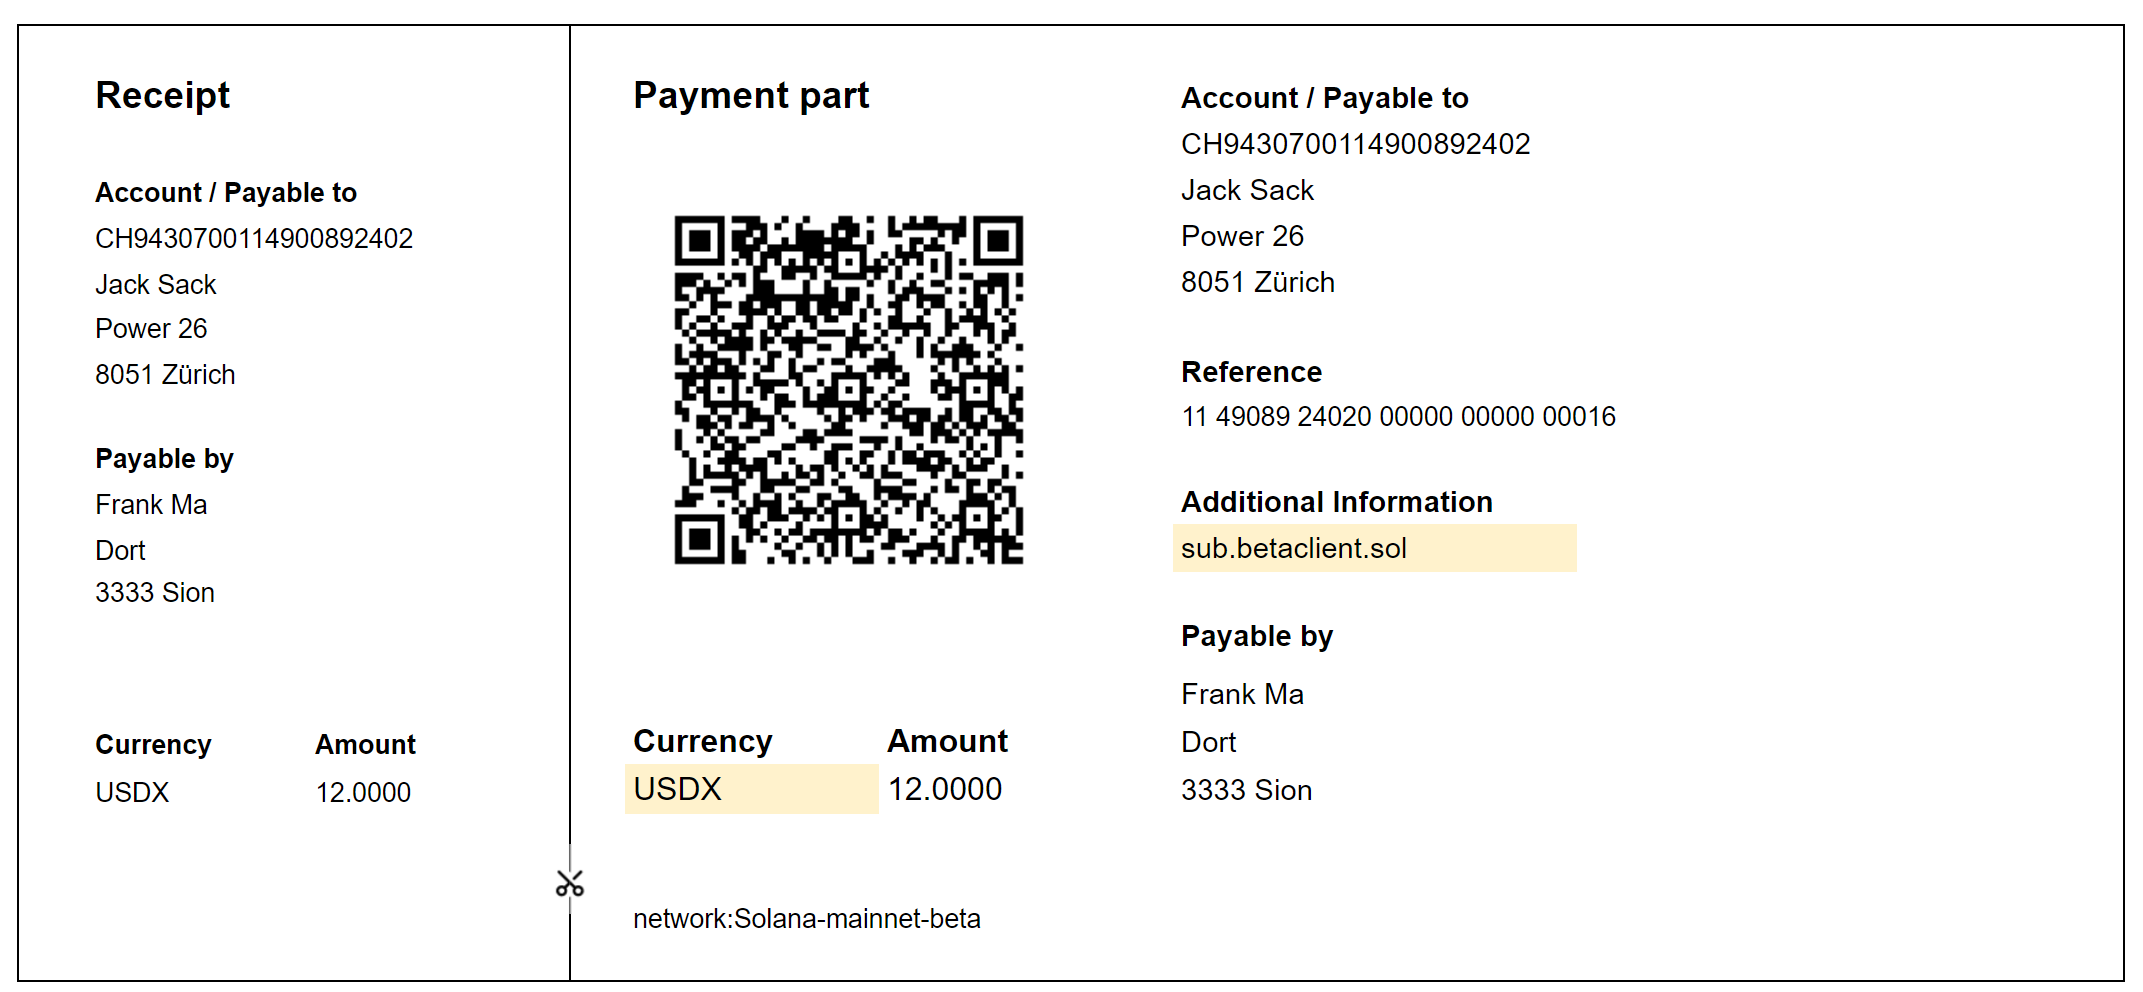 Receipt
Account / Payable to
CH9430700114900892402
Jack Sack
Power 26
8051 Zürich
Payable by
Frank Ma
Dort
3333 Sion
Currency Amount
USDX 12.0000
Payment part
Currency Amount
USDX 12.0000
network:Solana-mainnet-beta
Account / Payable to
CH9430700114900892402
Jack Sack
Power 26
8051 Zürich
Reference
11 49089 24020 00000 00000 00016
Additional Information
sub.betaclient.sol
Payable by
Frank Ma
Dort
3333 Sion